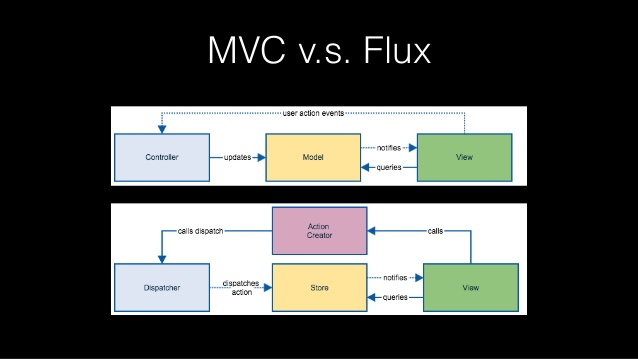 MVC v.s. Flux
user action events
Controller
updates
Model
notifies
queries
View
Action
Creator
calls dispatch
calls
Dispatcher
dispatches
action
Store
notifies
queries
View